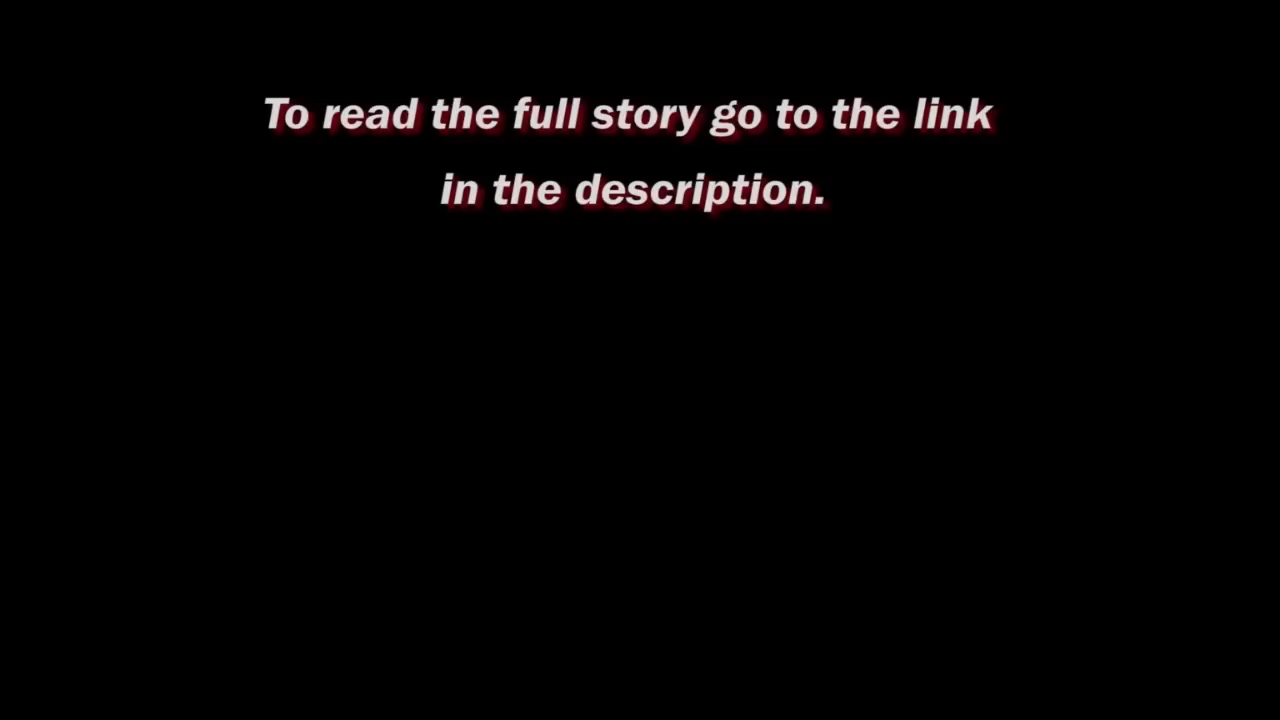 To read the full story go to the link
in the description.